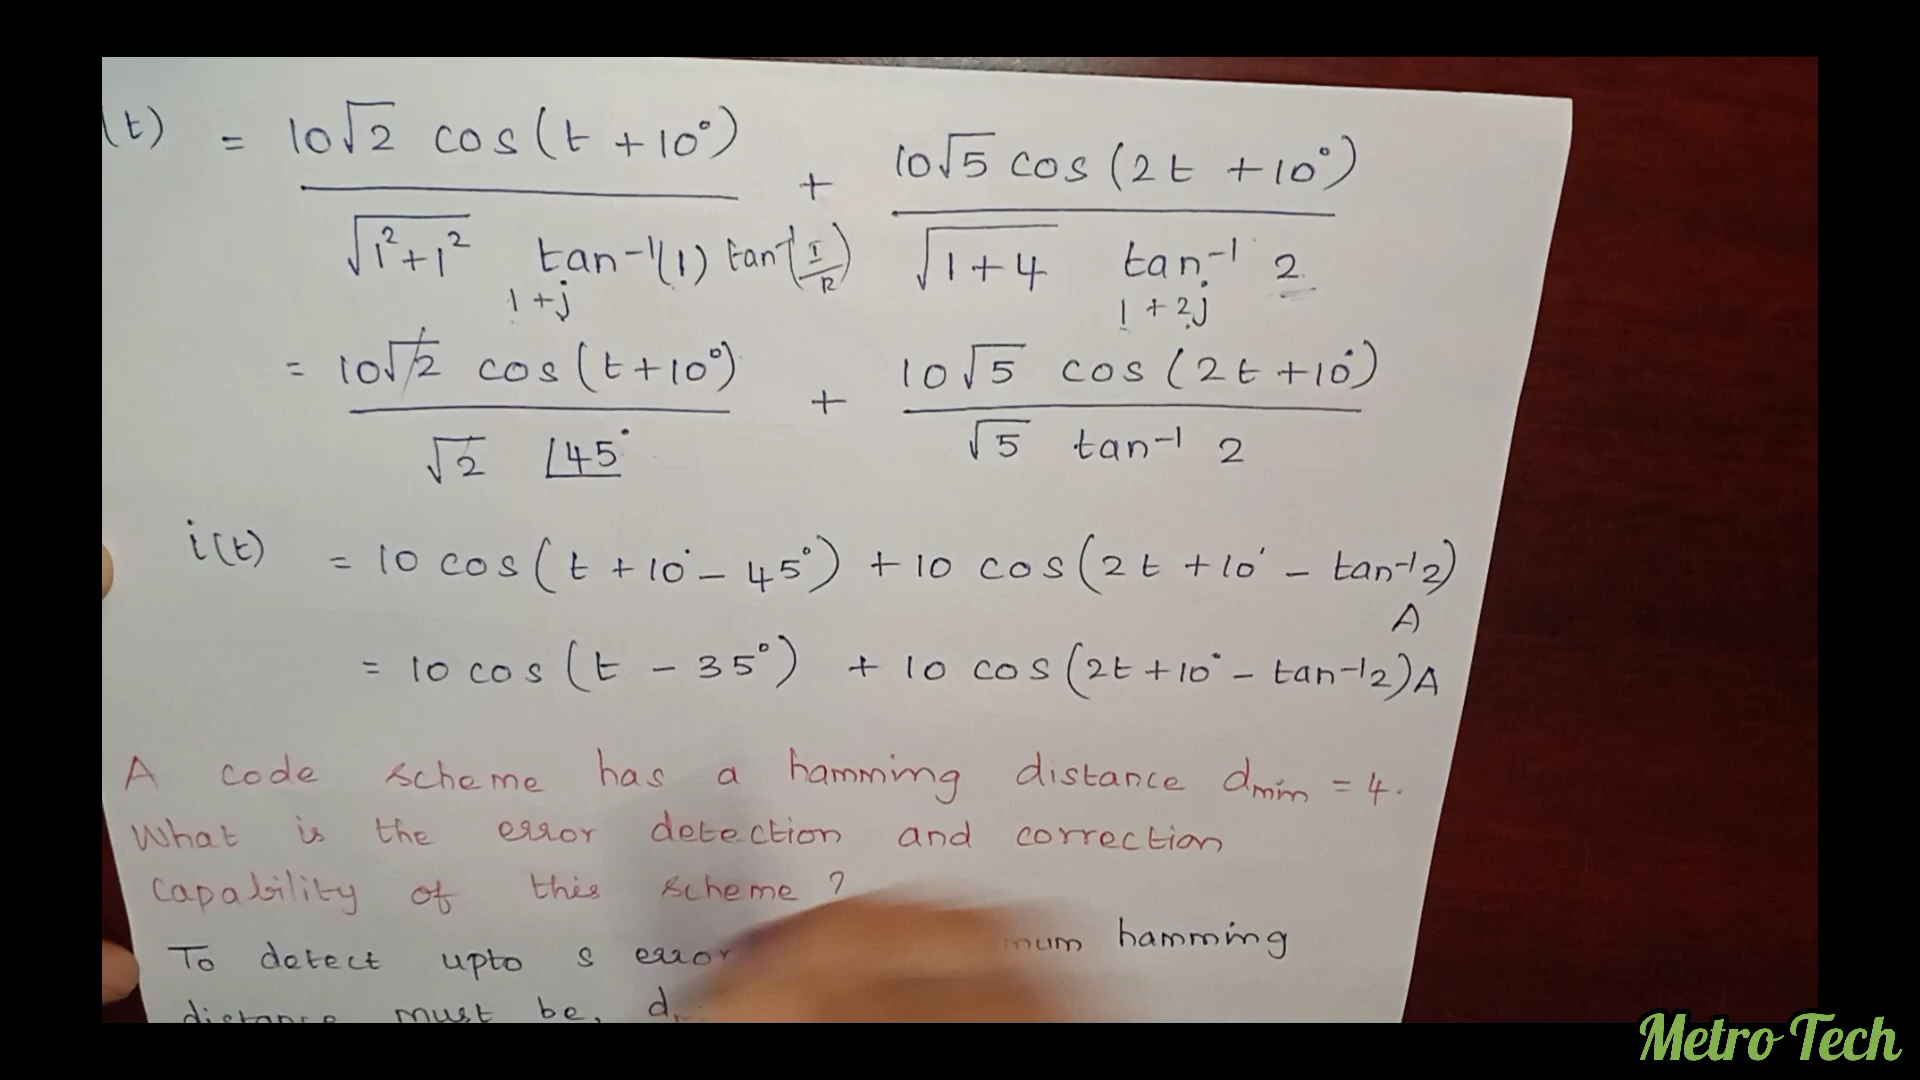 (t) = 10√2 cos(t + 10°) / √1²+1² tan⁻¹(1) tan⁻¹(I/R) + 10√5 cos(2t + 10°) / √1+4 tan⁻¹ 2
1 + j 1 + 2j
= 10√2 cos(t + 10°) / √2 ∠45° + 10√5 cos(2t + 10°) / √5 tan⁻¹ 2
i(t) = 10 cos(t + 10° - 45°) + 10 cos(2t + 10° - tan⁻¹2)
A
= 10 cos(t - 35°) + 10 cos(2t + 10° - tan⁻¹2) A
A code scheme has a hamming distance dmin = 4.
What is the error detection and correction
capability of this scheme ?
To detect upto s error hamming
distance must be, d
Metro Tech